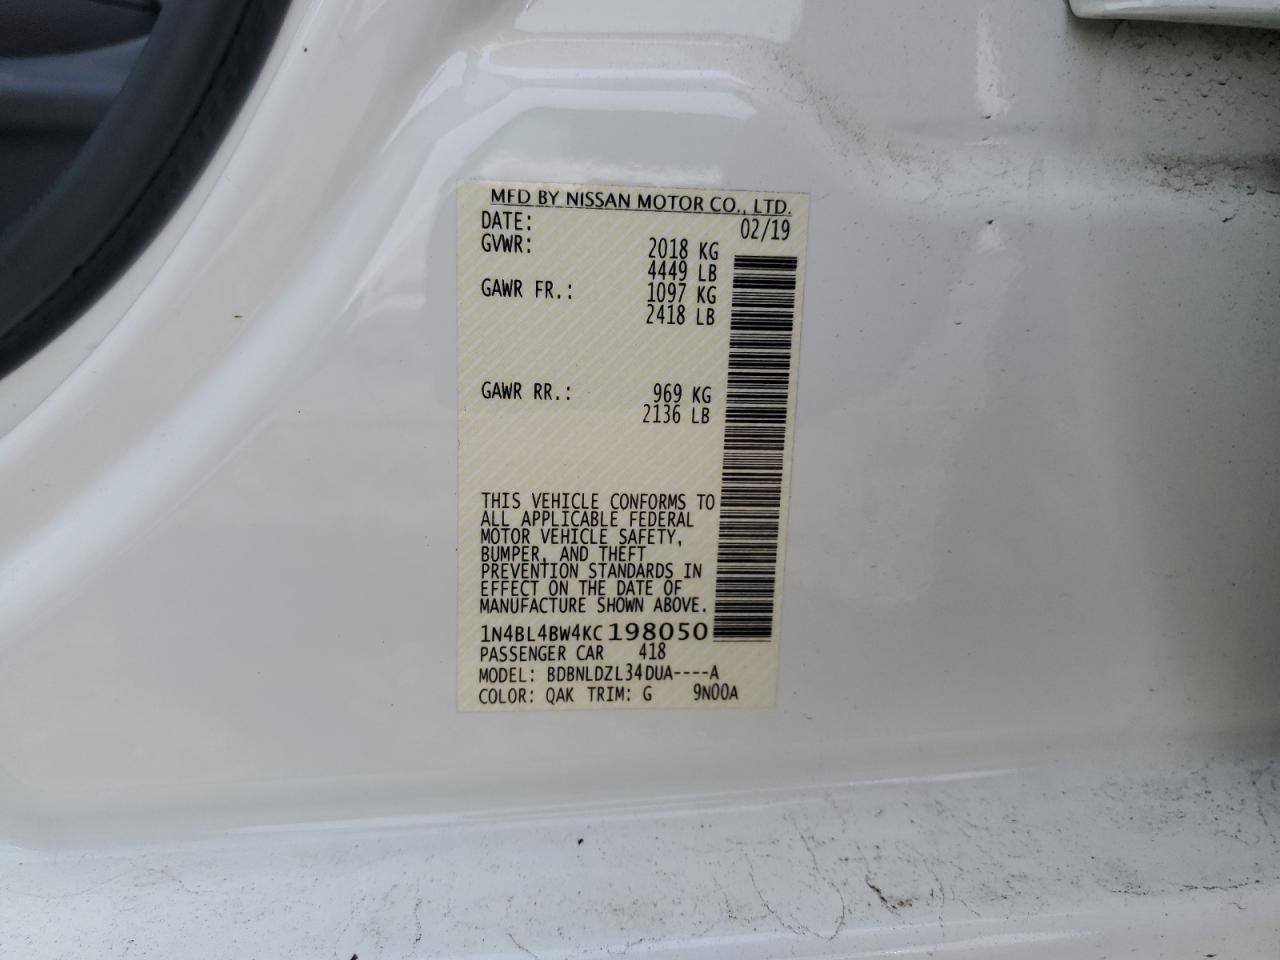 MFD BY NISSAN MOTOR CO., LTD.
DATE: 02/19
GVWR: 2018 KG
4449 LB
GAWR FR.: 1097 KG
2418 LB
GAWR RR.: 969 KG
2136 LB
THIS VEHICLE CONFORMS TO
ALL APPLICABLE FEDERAL
MOTOR VEHICLE SAFETY,
BUMPER, AND THEFT
PREVENTION STANDARDS IN
EFFECT ON THE DATE OF
MANUFACTURE SHOWN ABOVE.
1N4BL4BW4KC198050
PASSENGER CAR 418
MODEL: BDBNLDZL34DUA----A
COLOR: QAK TRIM: G 9N00A